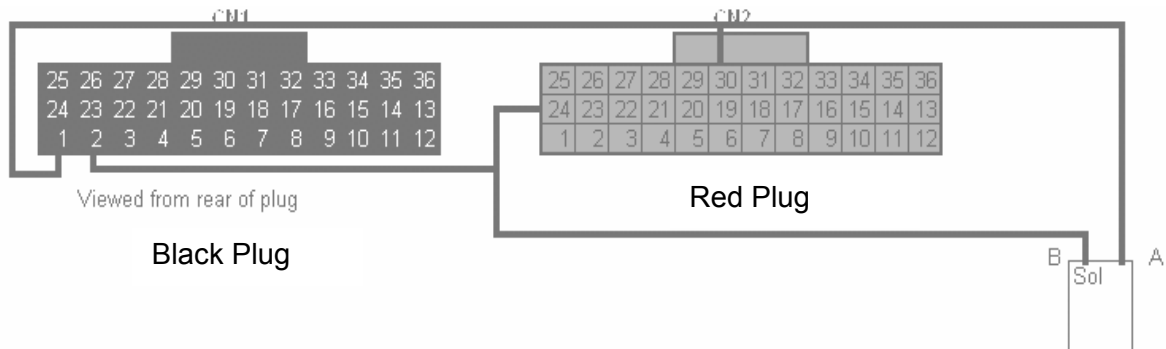 CN1
CN2
25 26 27 28 29 30 31 32 33 34 35 36
24 23 22 21 20 19 18 17 16 15 14 13
1 2 3 4 5 6 7 8 9 10 11 12
25 26 27 28 29 30 31 32 33 34 35 36
24 23 22 21 20 19 18 17 16 15 14 13
1 2 3 4 5 6 7 8 9 10 11 12
Viewed from rear of plug
Red Plug
Black Plug
B
A
Sol